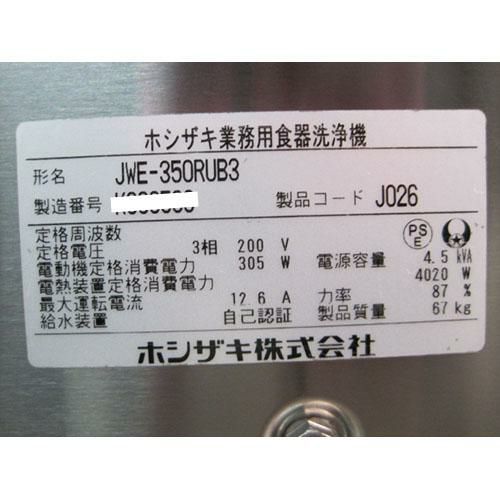 ホシザキ業務用食器洗浄機
形名 JWE-350RUB3
製造番号 製品コード J026
定格周波数 PSE
定格電圧 3相 200 V 電源容量 4.5 kVA
電動機定格消費電力 305 W 4020 W
電熱装置定格消費電力 力率 87 %
最大運転電流 12.6 A 製品質量 67 kg
給水装置 自己認証
ホシザキ株式会社